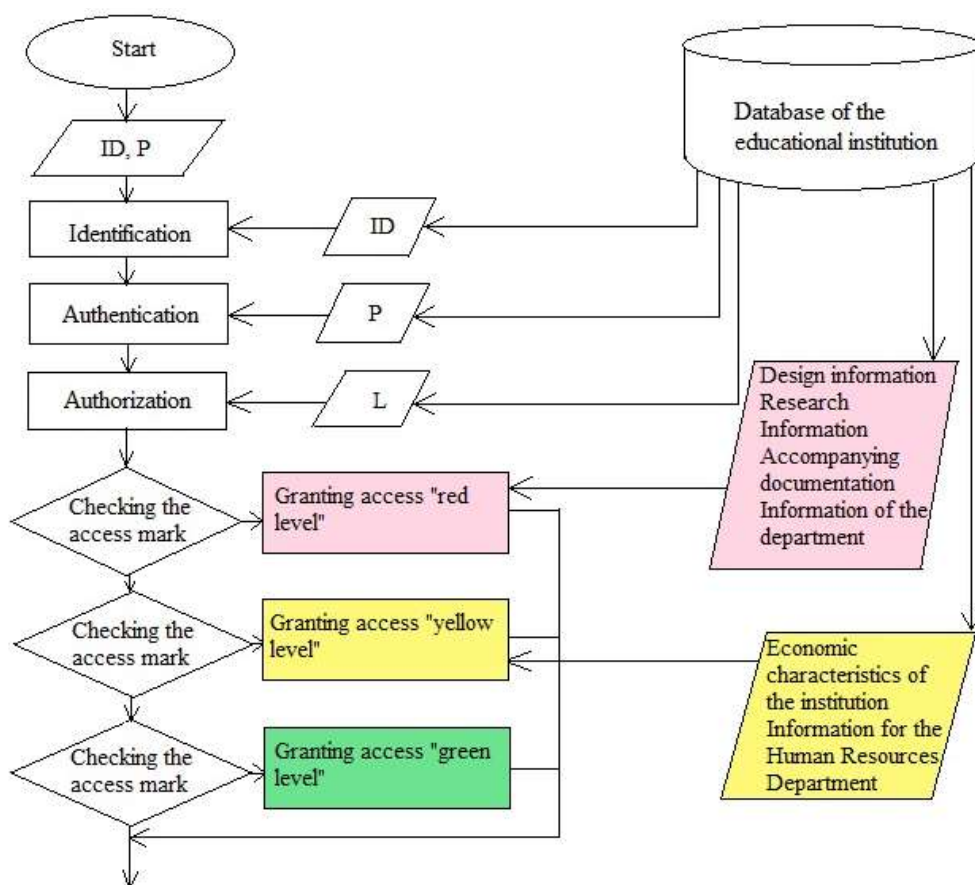 Start
Database of the
educational institution
ID, P
Identification
ID
Authentication
P
Authorization
L
Design information
Research
Information
Accompanying
documentation
Information of the
department
Checking the
access mark
Granting access "red
level"
Checking the
access mark
Granting access "yellow
level"
Economic
characteristics of
the institution
Information for the
Human Resources
Department
Checking the
access mark
Granting access "green
level"